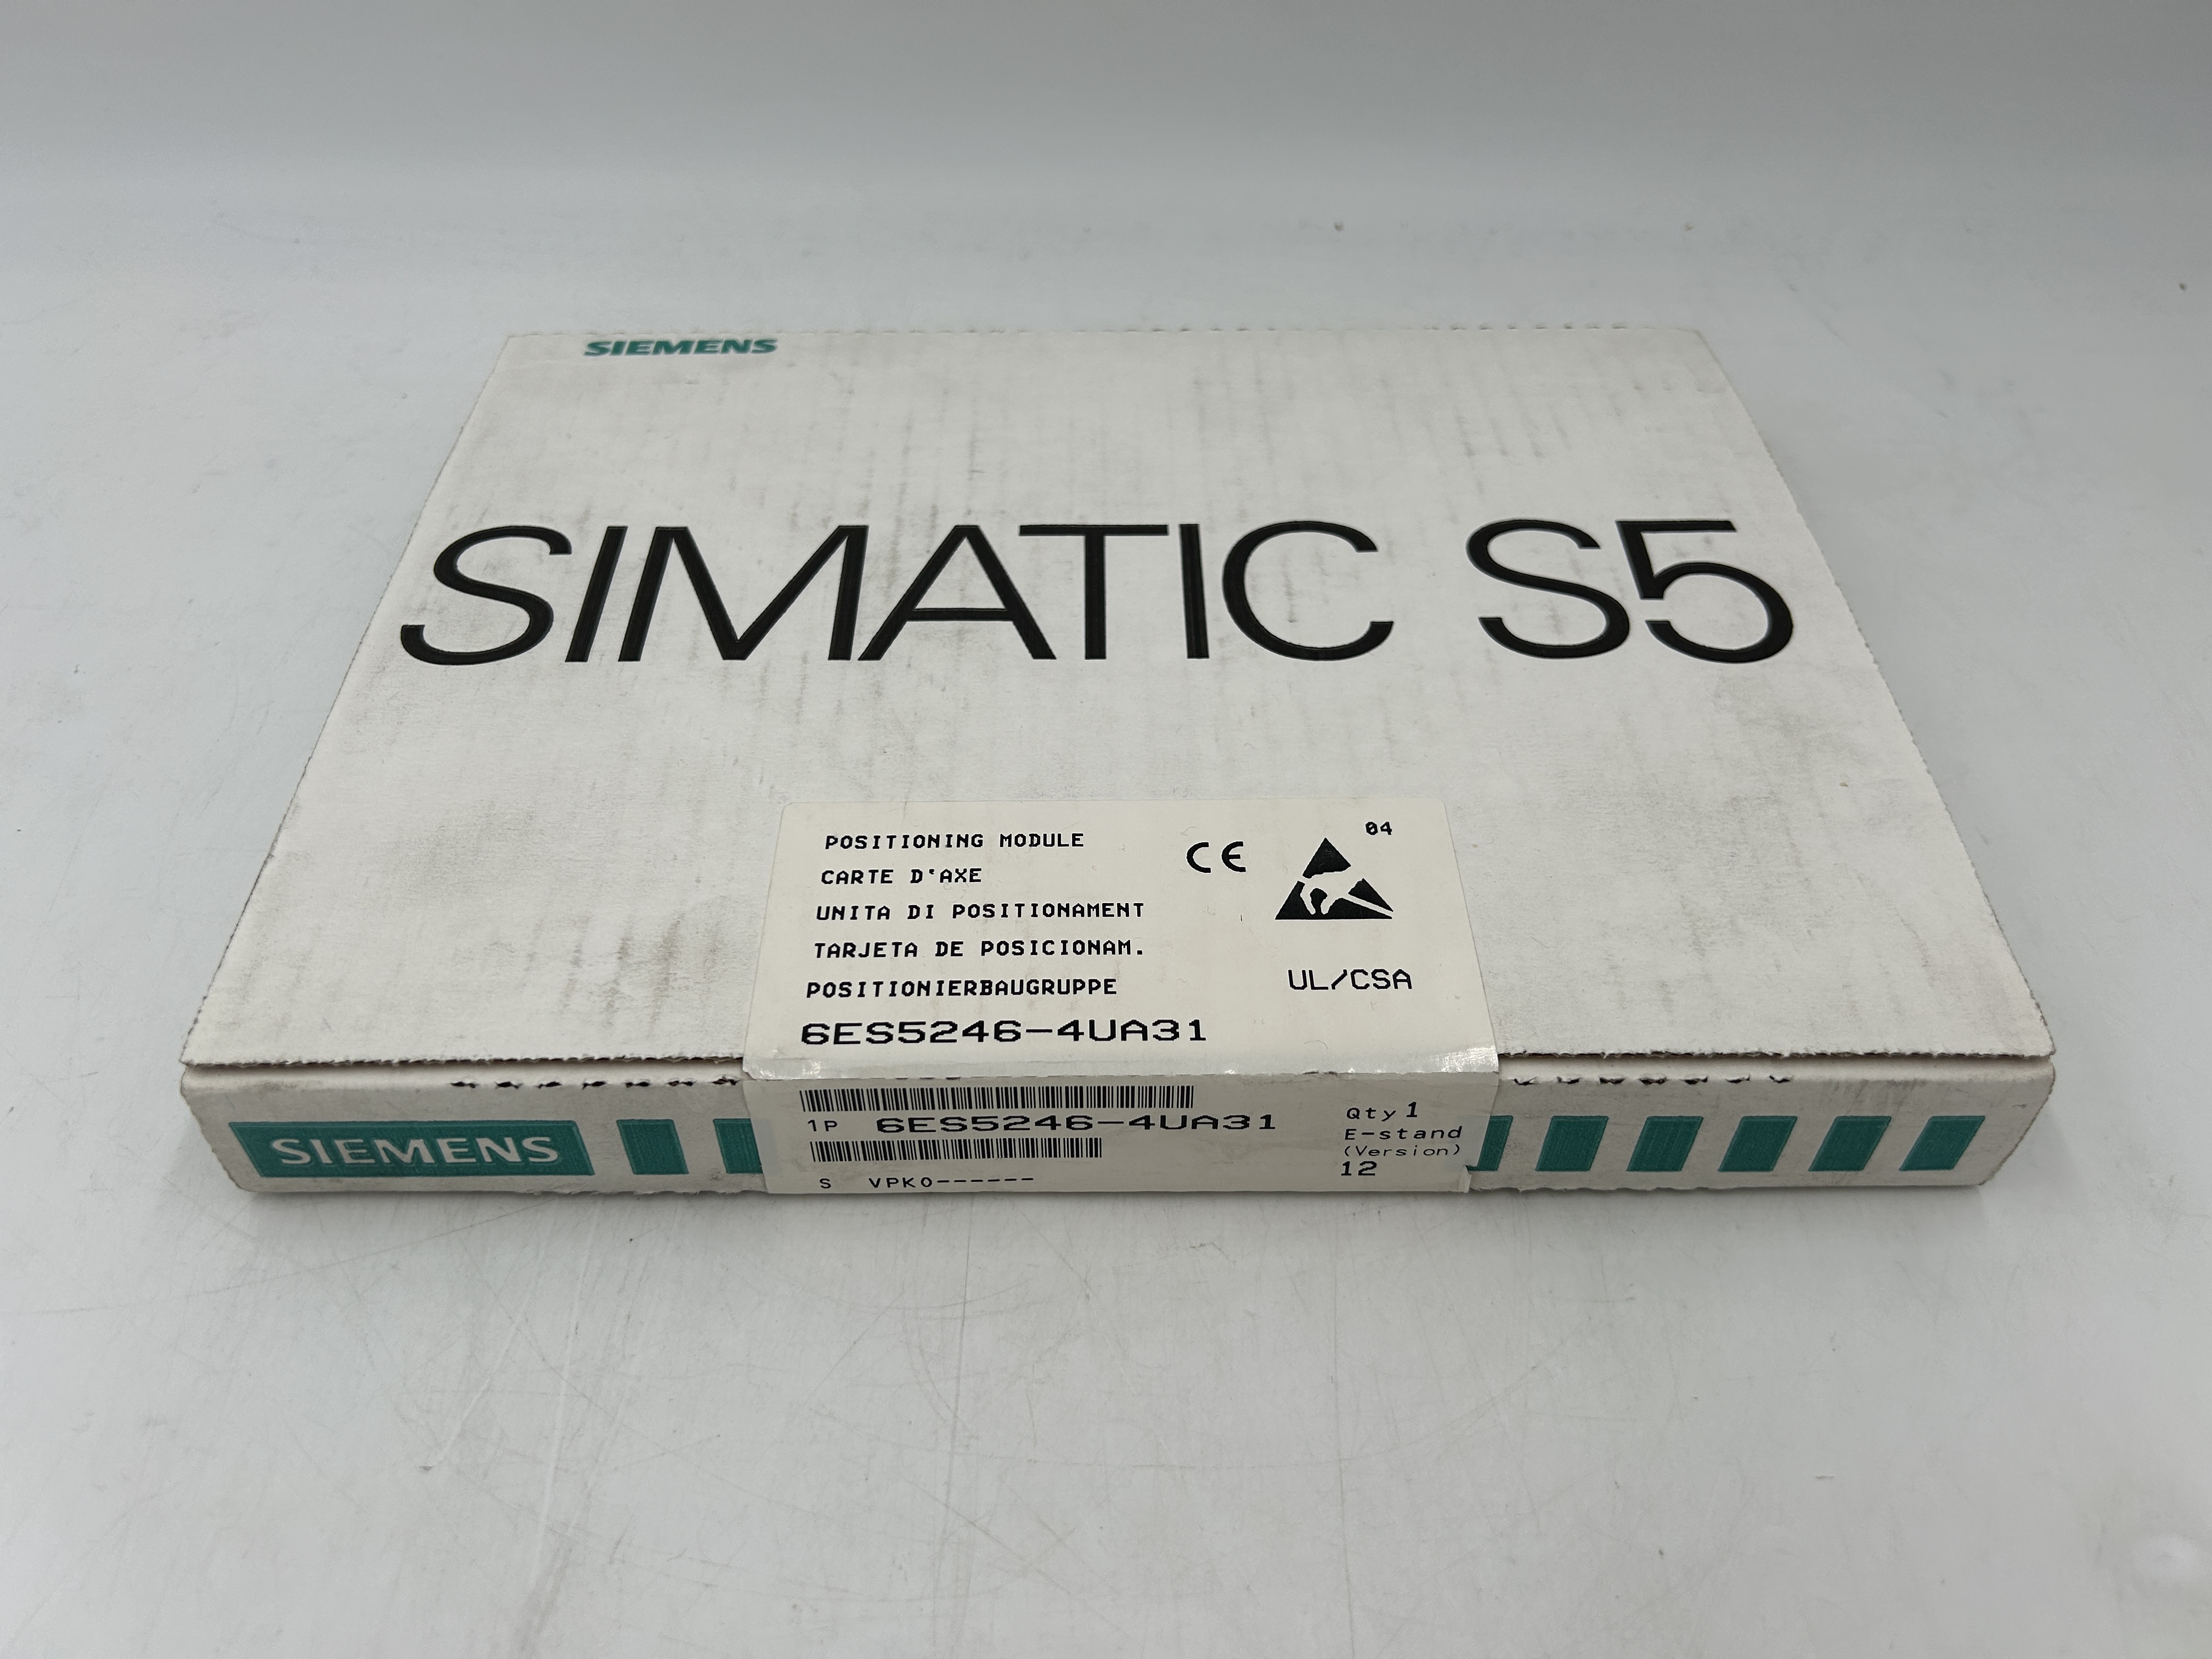 SIEMENS
SIMATIC S5
POSITIONING MODULE
CARTE D'AXE
UNITA DI POSITIONAMENT
TARJETA DE POSICIONAM.
POSITIONIERBAUGRUPPE
6ES5246-4UA31
CE
04
UL/CSA
SIEMENS
1P 6ES5246-4UA31
S VPK0------
Qty 1
E-stand
(Version)
12